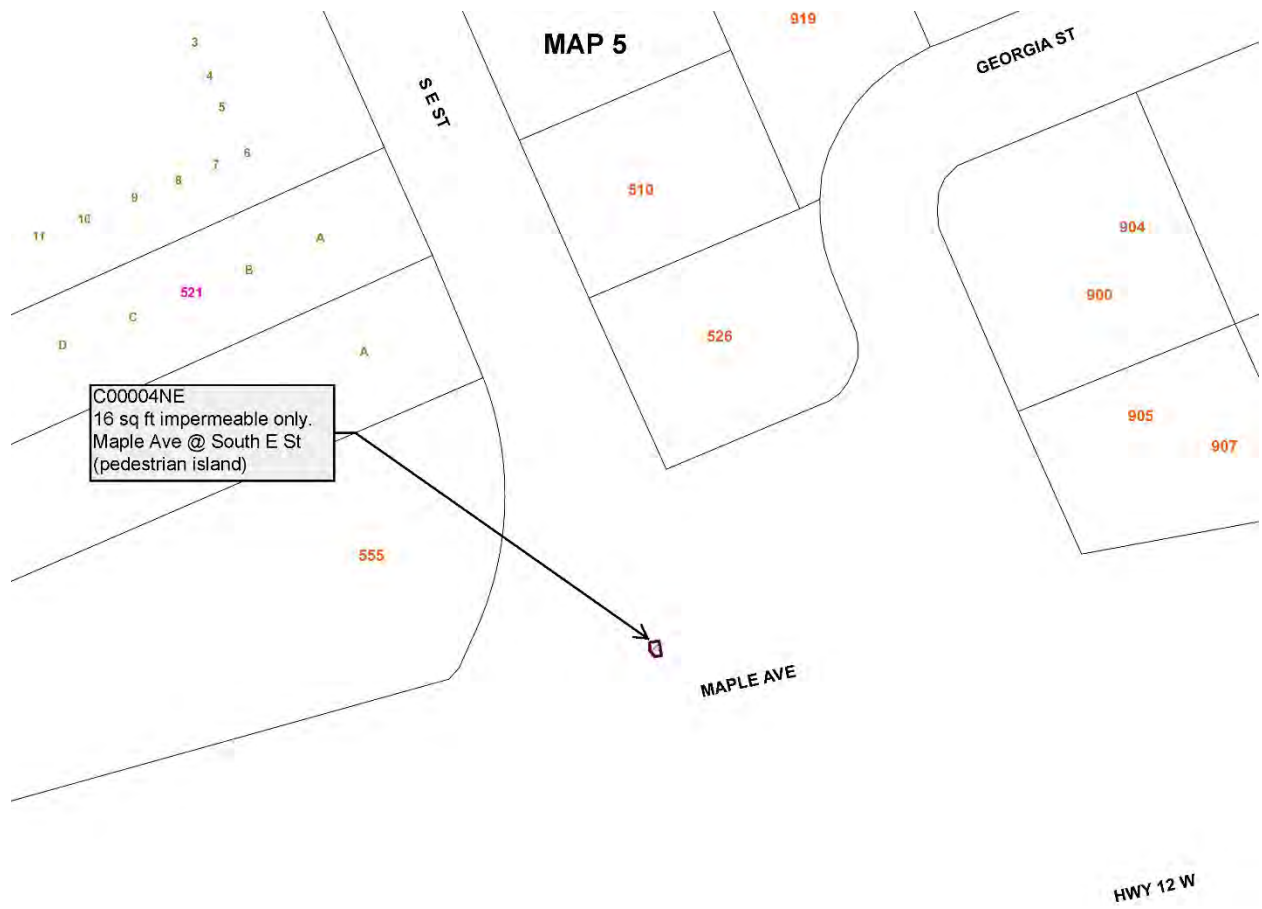 919
MAP 5
GEORGIA ST
3
4
5
S E ST
6
7
8
9
10
11
510
904
A
B
521
C
D
900
526
A
905
907
C00004NE
16 sq ft impermeable only.
Maple Ave @ South E St
(pedestrian island)
555
MAPLE AVE
HWY 12 W